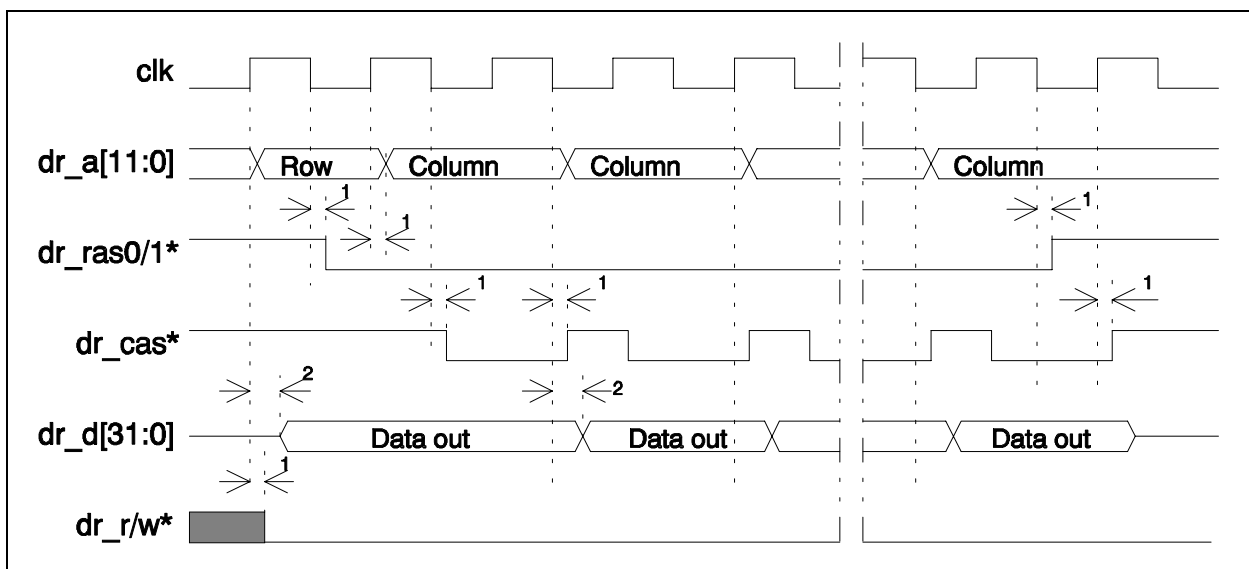 clk
dr_a[11:0] Row Column Column Column
1 1
1
dr_ras0/1*
1 1 1
dr_cas*
2 2
dr_d[31:0] Data out Data out Data out
1
dr_r/w*